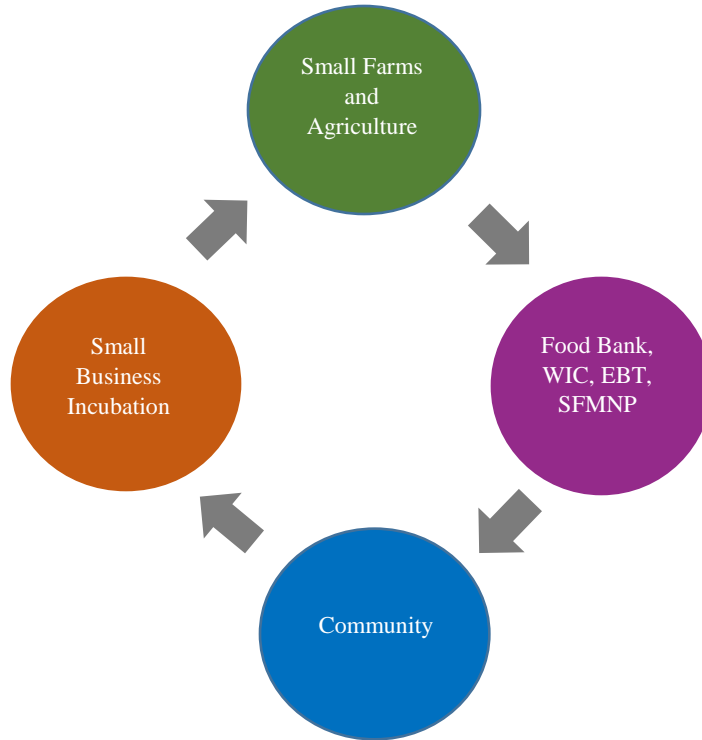 Small Farms
and
Agriculture
Food Bank,
WIC, EBT,
SFMNP
Community
Small
Business
Incubation